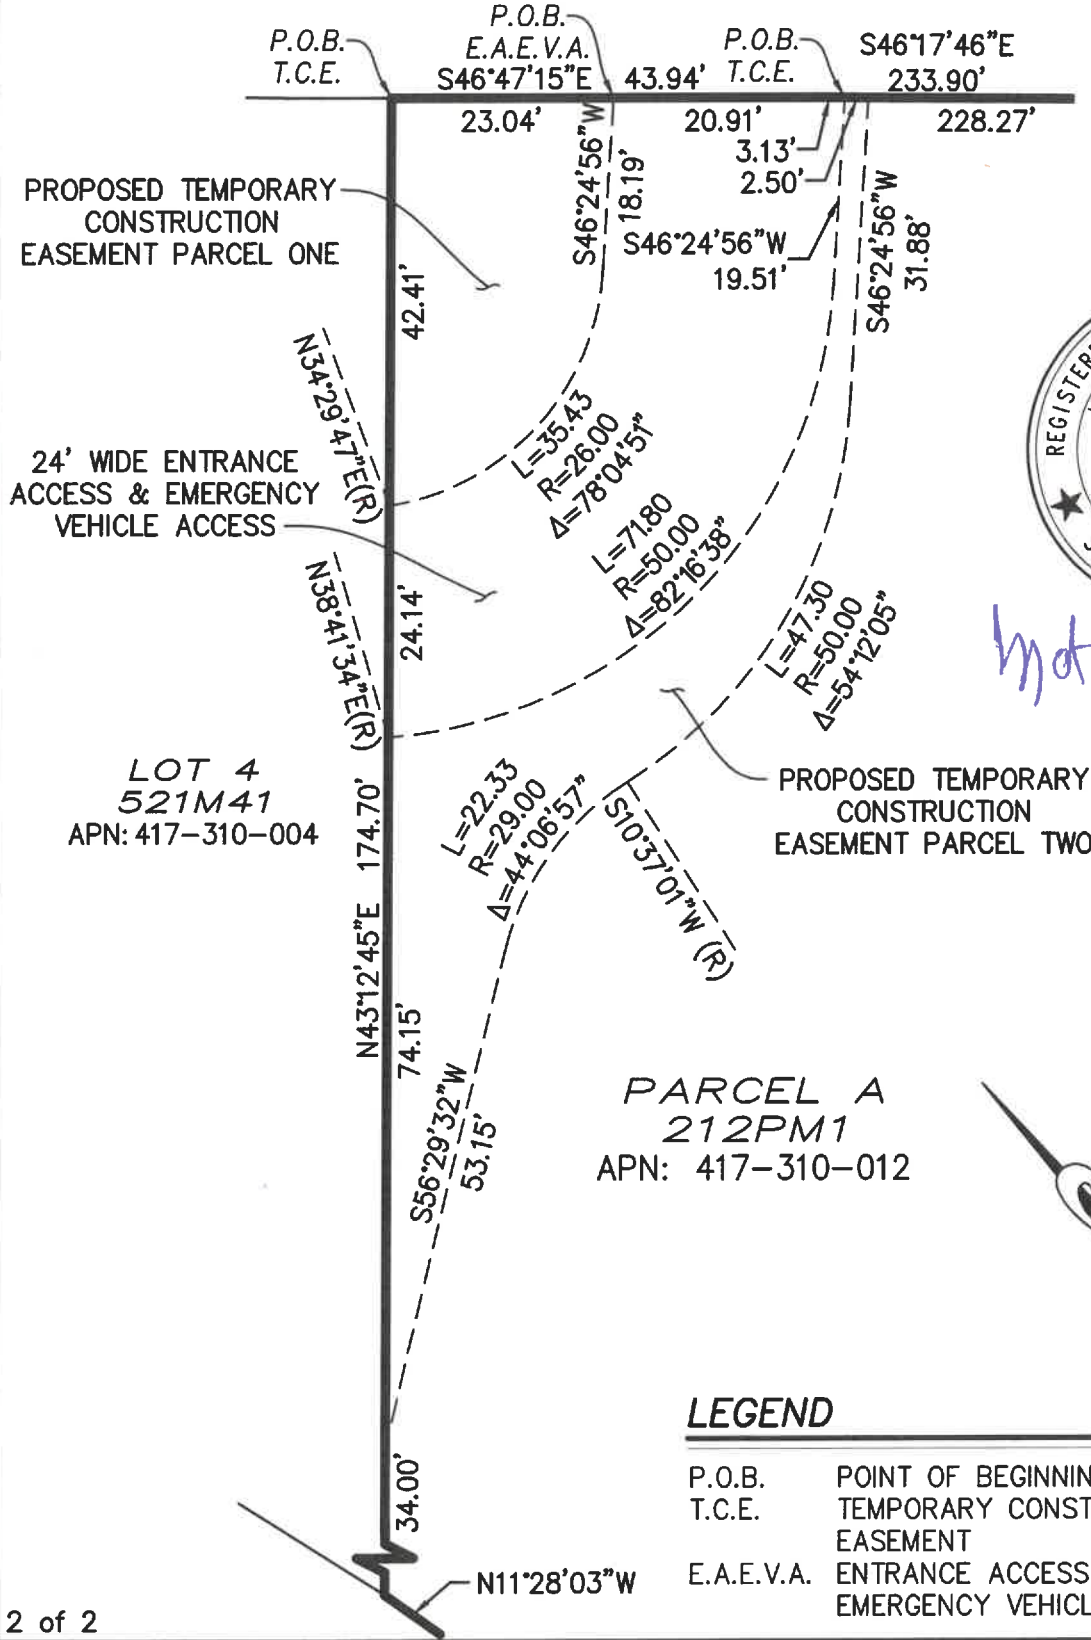 P.O.B.
T.C.E.
P.O.B.
E.A.E.V.A.
S46°47'15"E 43.94'
P.O.B.
T.C.E.
S46°17'46"E
233.90'
23.04'
20.91'
3.13'
2.50'
228.27'
S46°24'56"W
18.19'
S46°24'56"W
19.51'
S46°24'56"W
31.88'
PROPOSED TEMPORARY
CONSTRUCTION
EASEMENT PARCEL ONE
42.41'
N34°29'47"E(R)
L=35.43
R=26.00
Δ=78°04'51"
24' WIDE ENTRANCE
ACCESS & EMERGENCY
VEHICLE ACCESS
24.14'
N38°41'34"E(R)
L=71.80
R=50.00
Δ=82°16'38"
L=47.30
R=50.00
Δ=54°12'05"
LOT 4
521M41
APN: 417-310-004
L=22.33
R=29.00
Δ=44°06'57"
S10°37'01"W (R)
PROPOSED TEMPORARY
CONSTRUCTION
EASEMENT PARCEL TWO
N43°12'45"E 174.70'
74.15'
S56°29'32"W
53.15'
PARCEL A
212PM1
APN: 417-310-012
34.00'
N11°28'03"W
LEGEND
P.O.B. POINT OF BEGINNIN
T.C.E. TEMPORARY CONST
EASEMENT
E.A.E.V.A. ENTRANCE ACCESS
EMERGENCY VEHICL
2 of 2
REGISTER